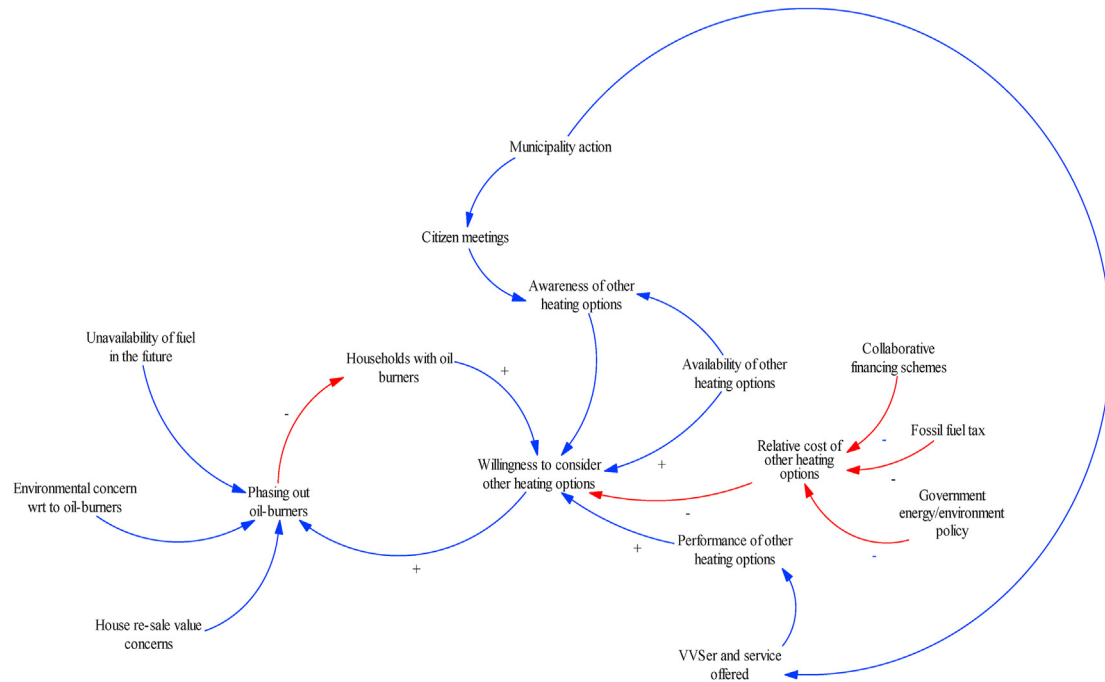 Municipality action
Citizen meetings
Awareness of other
heating options
Unavailability of fuel
in the future
Households with oil
burners
+
Availability of other
heating options
Collaborative
financing schemes
-
Fossil fuel tax
-
Relative cost of
other heating
options
-
Willingness to consider
other heating options
+
-
Environmental concern
wrt to oil-burners
Phasing out
oil-burners
Government
energy/environment
policy
-
Performance of other
heating options
+
+
House re-sale value
concerns
VVSer and service
offered